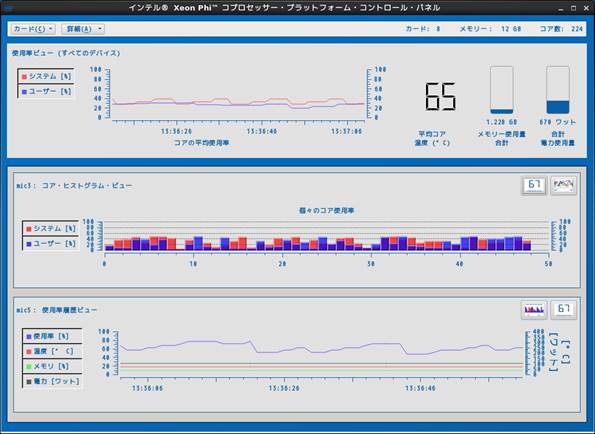 インテル® Xeon Phi™ コプロセッサー・プラットフォーム・コントロール・パネル
カード(C) 詳細(A) カード: 8 メモリー: 12 GB コア数: 224
使用率ビュー (すべてのデバイス)
システム [%]
ユーザー [%]
100 80 60 40 20 0
100 80 60 40 20 0
13:36:26 13:36:46 13:37:06
コアの平均使用率
65
平均コア
温度(° C)
1.228 GB
メモリー使用量
合計
670 ワット
合計
電力使用量
mic3: コア・ヒストグラム・ビュー
67
個々のコア使用率
システム [%]
ユーザー [%]
100 80 60 40 20 0
100 80 60 40 20 0
0 10 20 30 40 50
mic5: 使用率履歴ビュー
67
使用率 [%]
温度 [° C]
メモリ [%]
電力 [ワット]
100 80 60 40 20 0
13:36:06 13:36:26 13:36:46
[° C]
[ワット]